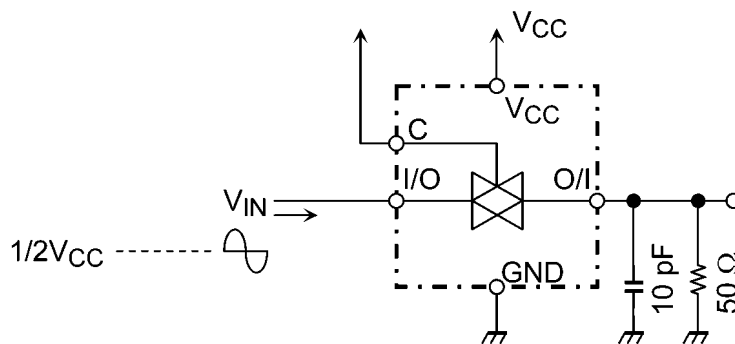 VCC
VCC
C
I/O
O/I
VIN
1/2VCC
GND
10 pF
50 Ω